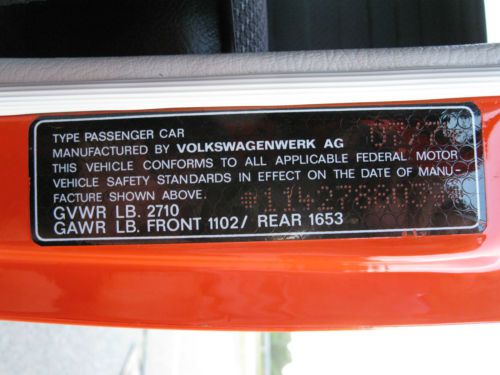 TYPE PASSENGER CAR
MANUFACTURED BY VOLKSWAGENWERK AG
THIS VEHICLE CONFORMS TO ALL APPLICABLE FEDERAL MOTOR
VEHICLE SAFETY STANDARDS IN EFFECT ON THE DATE OF MANU-
FACTURE SHOWN ABOVE.
GVWR LB. 2710
GAWR LB. FRONT 1102/ REAR 1653